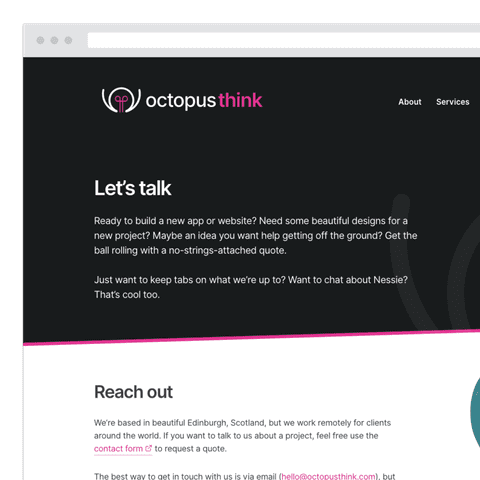 octopusthink
About Services
Let's talk
Ready to build a new app or website? Need some beautiful designs for a
new project? Maybe an idea you want help getting off the ground? Get the
ball rolling with a no-strings-attached quote.
Just want to keep tabs on what we're up to? Want to chat about Nessie?
That's cool too.
Reach out
We're based in beautiful Edinburgh, Scotland, but we work remotely for clients
around the world. If you want to talk to us about a project, feel free use the
contact form to request a quote.
The best way to get in touch with us is via email (hello@octopusthink.com), but